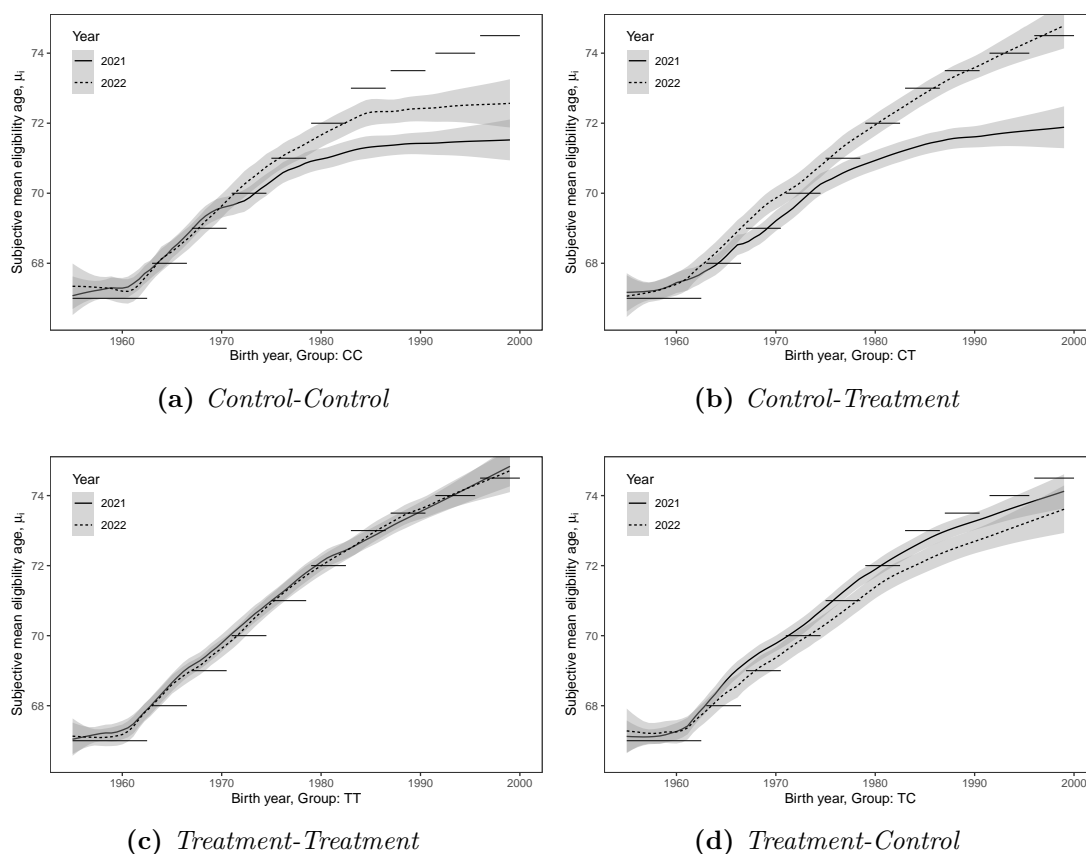 Year
2021
2022
Subjective mean eligibility age, μi
74
72
70
68
1960
1970
1980
1990
2000
Birth year, Group: CC
(a) Control-Control
Year
2021
2022
Subjective mean eligibility age, μi
74
72
70
68
1960
1970
1980
1990
2000
Birth year, Group: CT
(b) Control-Treatment
Year
2021
2022
Subjective mean eligibility age, μi
74
72
70
68
1960
1970
1980
1990
2000
Birth year, Group: TT
(c) Treatment-Treatment
Year
2021
2022
Subjective mean eligibility age, μi
74
72
70
68
1960
1970
1980
1990
2000
Birth year, Group: TC
(d) Treatment-Control